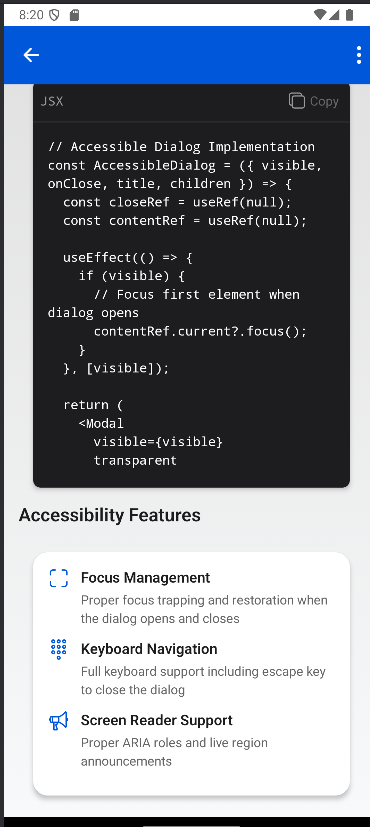 8:20
JSX
Copy
// Accessible Dialog Implementation
const AccessibleDialog = ({ visible,
onClose, title, children }) => {
  const closeRef = useRef(null);
  const contentRef = useRef(null);

  useEffect(() => {
    if (visible) {
      // Focus first element when
dialog opens
      contentRef.current?.focus();
    }
  }, [visible]);

  return (
    <Modal
      visible={visible}
      transparent
Accessibility Features
Focus Management
Proper focus trapping and restoration when
the dialog opens and closes
Keyboard Navigation
Full keyboard support including escape key
to close the dialog
Screen Reader Support
Proper ARIA roles and live region
announcements